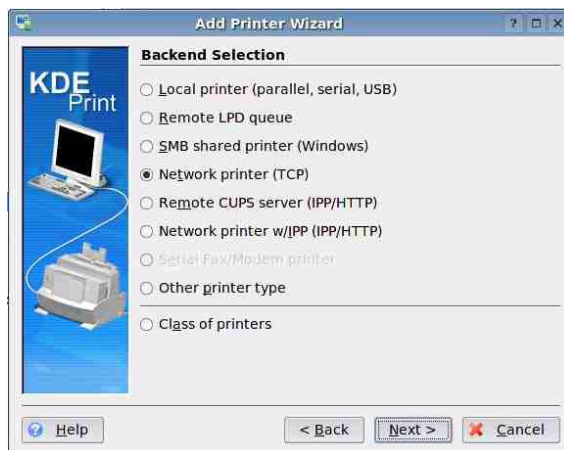 Add Printer Wizard
KDE
Print
Backend Selection
Local printer (parallel, serial, USB)
Remote LPD queue
SMB shared printer (Windows)
Network printer (TCP)
Remote CUPS server (IPP/HTTP)
Network printer w/IPP (IPP/HTTP)
Serial Fax/Modem printer
Other printer type
Class of printers
Help
< Back
Next >
Cancel